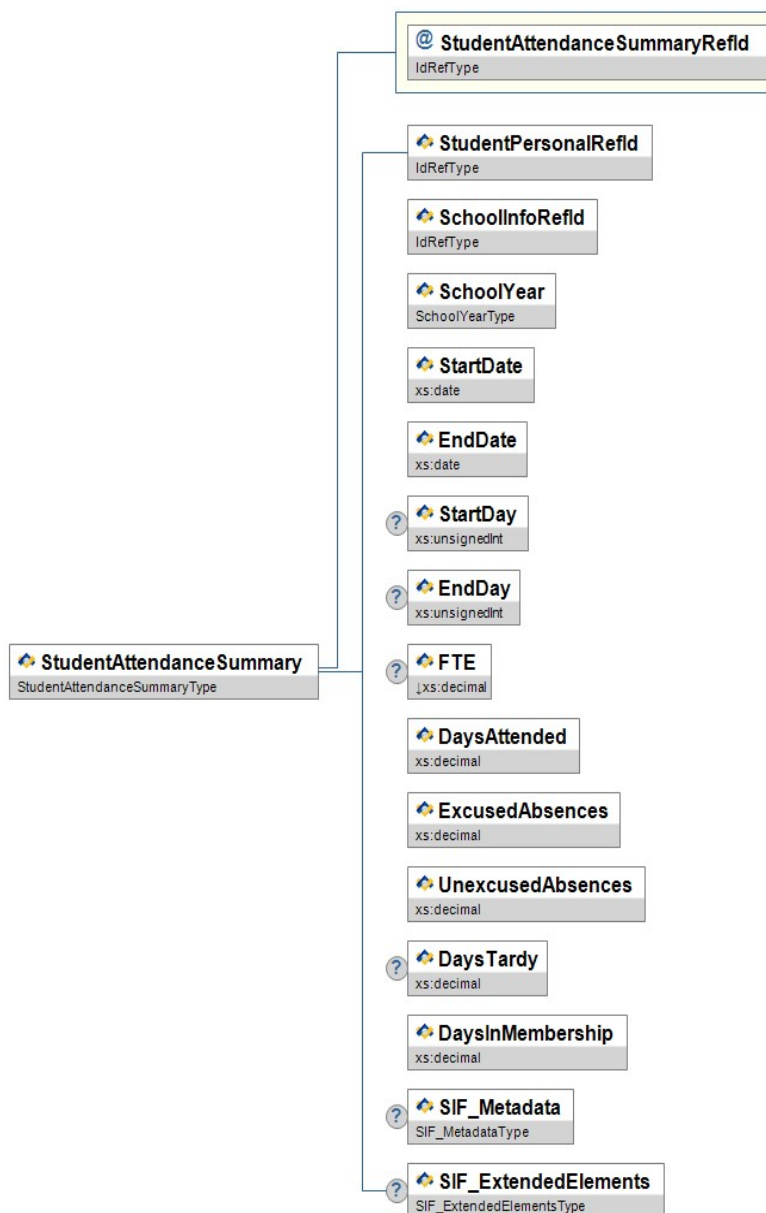 @ StudentAttendanceSummaryRefId
IdRefType
StudentPersonalRefId
IdRefType
SchoolInfoRefId
IdRefType
SchoolYear
SchoolYearType
StartDate
xs:date
EndDate
xs:date
? StartDay
xs:unsignedInt
? EndDay
xs:unsignedInt
StudentAttendanceSummary
StudentAttendanceSummaryType
? FTE
↓xs:decimal
DaysAttended
xs:decimal
ExcusedAbsences
xs:decimal
UnexcusedAbsences
xs:decimal
? DaysTardy
xs:decimal
DaysInMembership
xs:decimal
? SIF_Metadata
SIF_MetadataType
? SIF_ExtendedElements
SIF_ExtendedElementsType